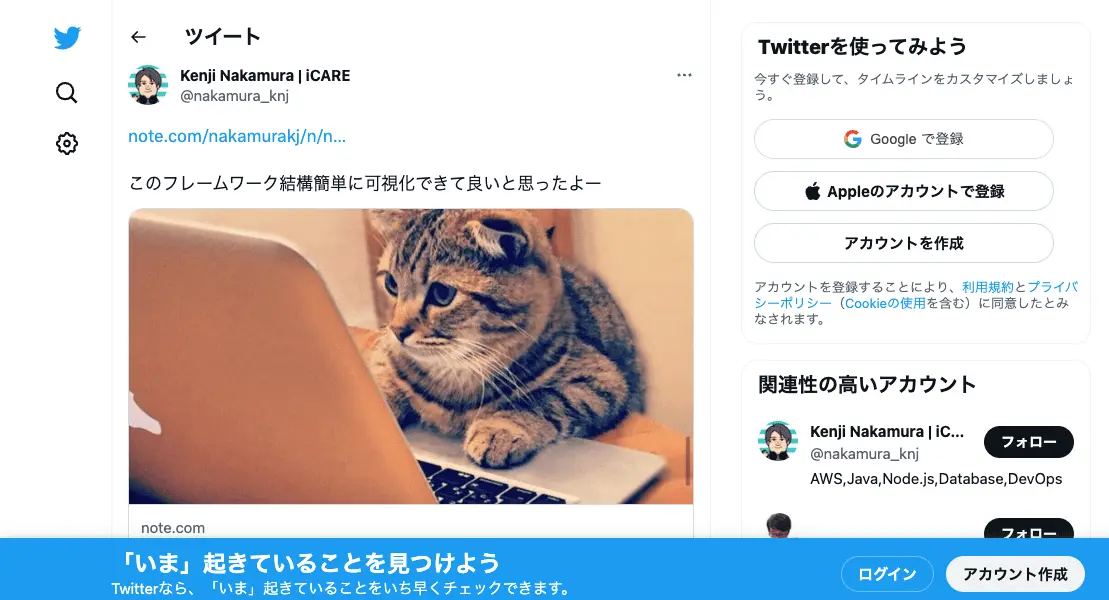 ツイート
Kenji Nakamura | iCARE
@nakamura_knj
note.com/nakamurakj/n/n...
このフレームワーク結構簡単に可視化できて良いと思ったよー
note.com
Twitterを使ってみよう
今すぐ登録して、タイムラインをカスタマイズしましょ
う。
Google で登録
Appleのアカウントで登録
アカウントを作成
アカウントを登録することにより、利用規約とプライバ
シーポリシー（Cookieの使用を含む）に同意したとみ
なされます。
関連性の高いアカウント
Kenji Nakamura | iC...
@nakamura_knj
フォロー
AWS,Java,Node.js,Database,DevOps
フォロー
「いま」起きていることを見つけよう
Twitterなら、「いま」起きていることをいち早くチェックできます。
ログイン
アカウント作成